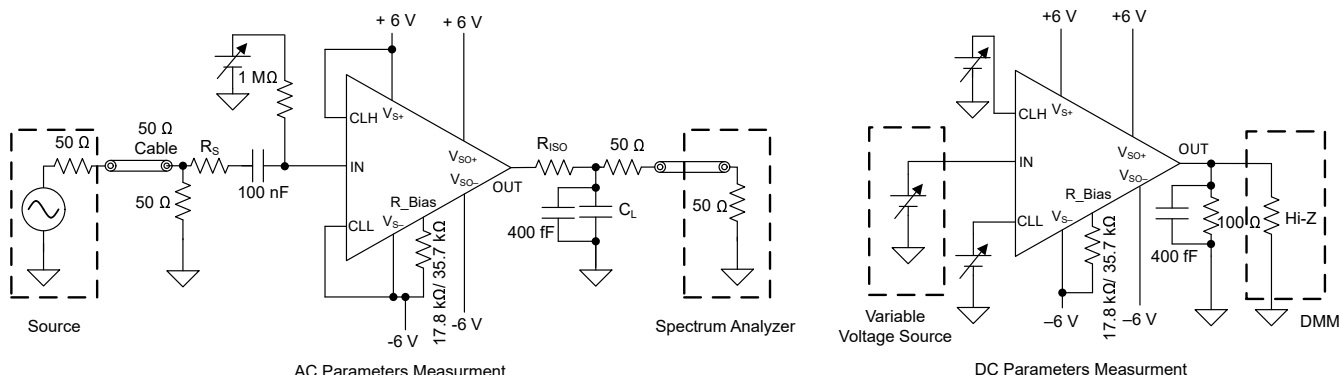 + 6 V
+ 6 V
1 MΩ
50 Ω
50 Ω
Cable
R_S
100 nF
50 Ω
CLH
V_S+
IN
V_SO+
V_SO–
OUT
R_Bias
CLL
V_S–
17.8 kΩ/ 35.7 kΩ
-6 V
-6 V
R_ISO
50 Ω
400 fF
C_L
50 Ω
Source
Spectrum Analyzer
AC Parameters Measurment
+6 V
+6 V
CLH
V_S+
IN
V_SO+
V_SO–
OUT
R_Bias
CLL
V_S–
17.8 kΩ/ 35.7 kΩ
–6 V
–6 V
400 fF
100 Ω
Hi-Z
Variable
Voltage Source
DMM
DC Parameters Measurment